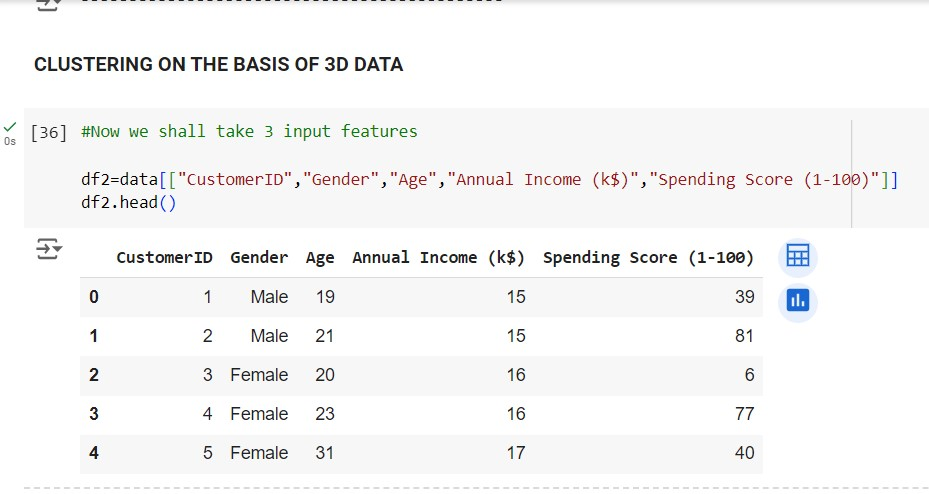 CLUSTERING ON THE BASIS OF 3D DATA
[36] #Now we shall take 3 input features
0s
df2=data[["CustomerID","Gender","Age","Annual Income (k$)","Spending Score (1-100)"]]
df2.head()
CustomerID Gender Age Annual Income (k$) Spending Score (1-100)
0 1 Male 19 15 39
1 2 Male 21 15 81
2 3 Female 20 16 6
3 4 Female 23 16 77
4 5 Female 31 17 40